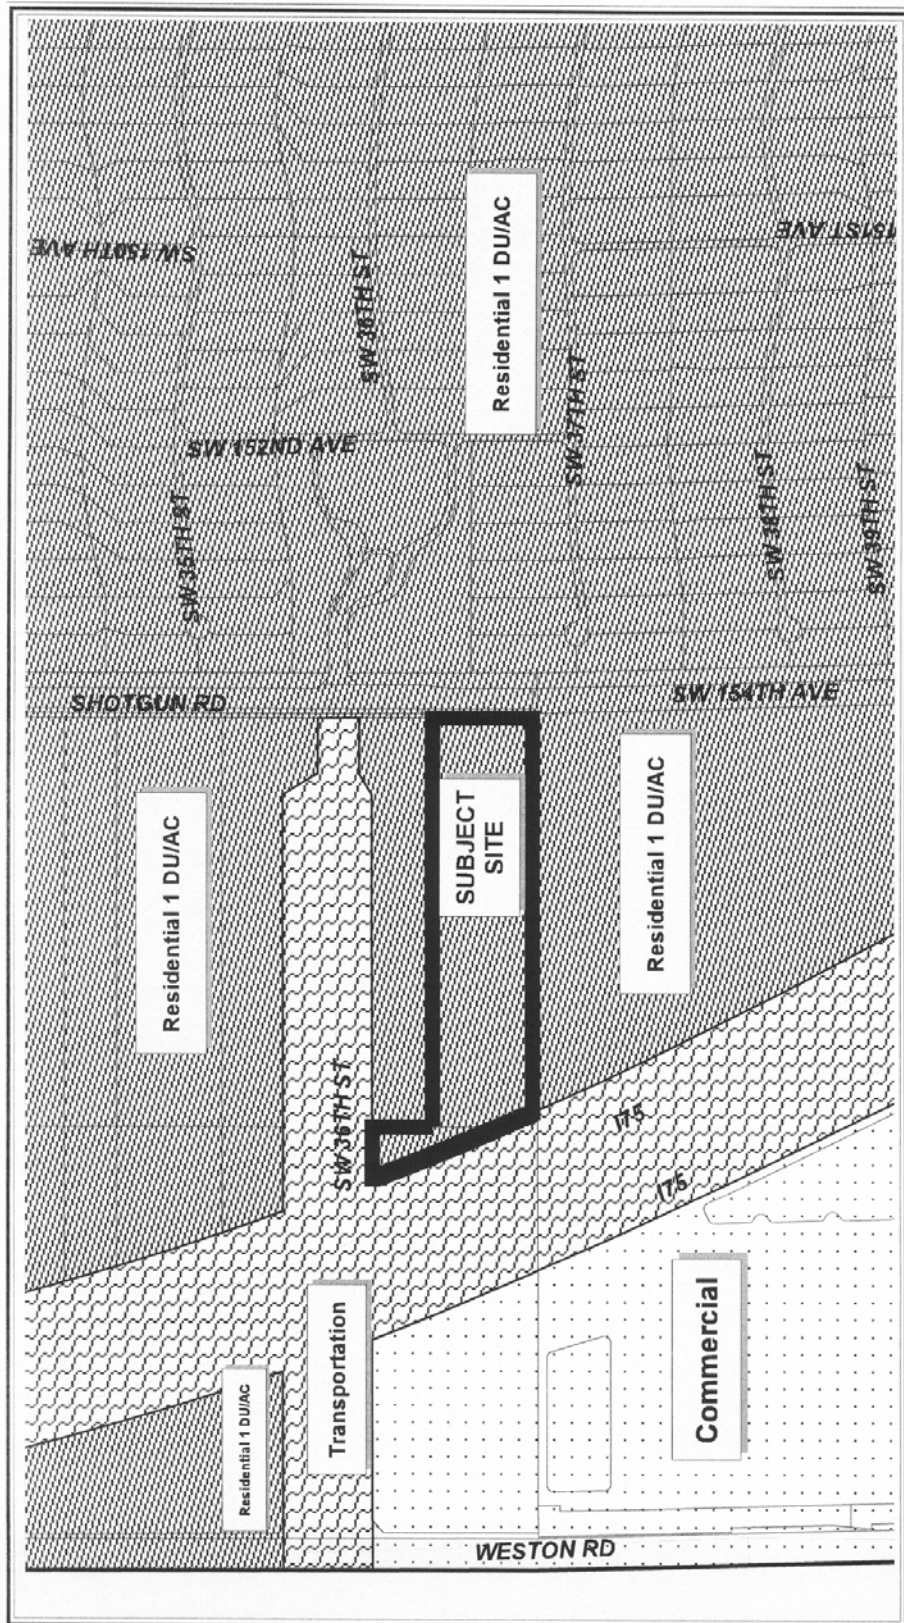 SW 150TH AVE
151ST AVE
SW 36TH ST
Residential 1 DU/AC
SW 37TH ST
SW 152ND AVE
SW 35TH ST
SW 38TH ST
SW 39TH ST
SHOTGUN RD
SW 154TH AVE
Residential 1 DU/AC
SUBJECT
SITE
Residential 1 DU/AC
SW 36TH ST
I75
I75
Residential 1 DU/AC
Transportation
Commercial
WESTON RD